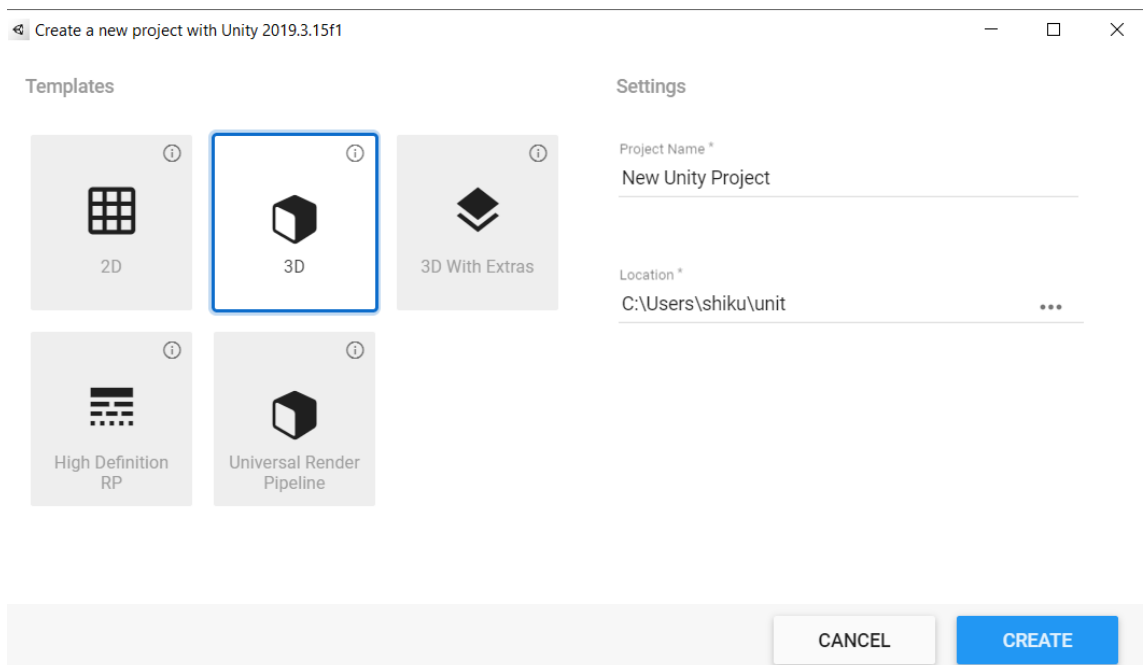 Create a new project with Unity 2019.3.15f1
Templates
Settings
2D
3D
3D With Extras
High Definition
RP
Universal Render
Pipeline
Project Name *
New Unity Project
Location *
C:\Users\shiku\unit
CANCEL
CREATE